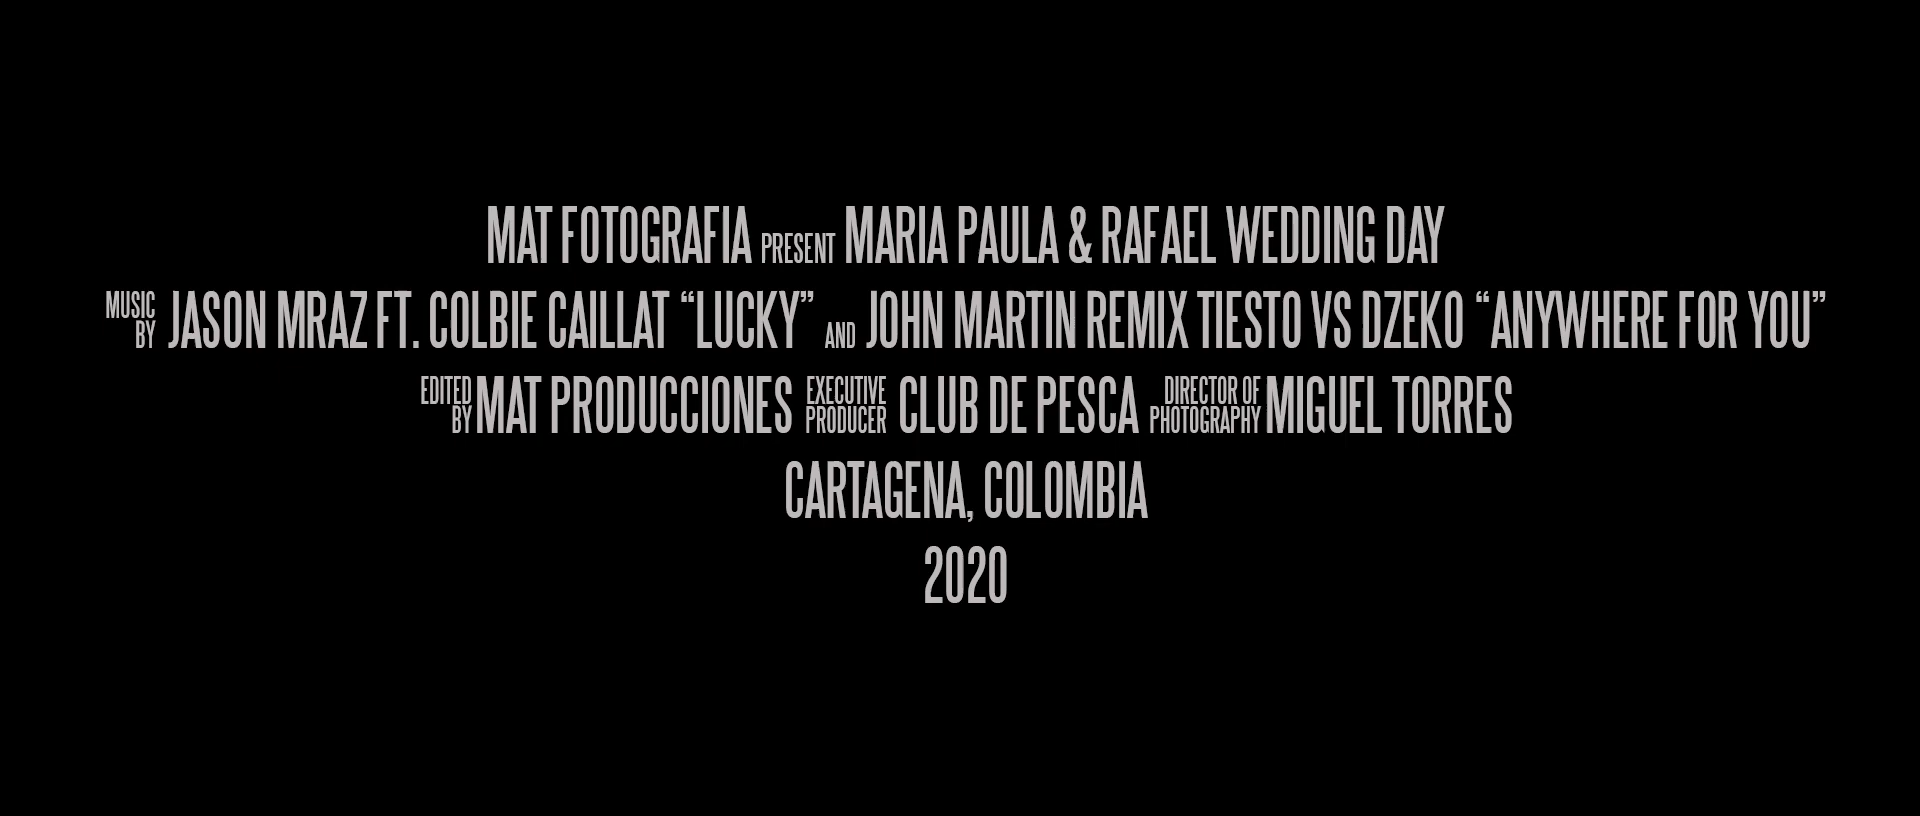 MAT FOTOGRAFIA PRESENT MARIA PAULA & RAFAEL WEDDING DAY
MUSIC BY JASON MRAZ FT. COLBIE CAILLAT “LUCKY” AND JOHN MARTIN REMIX TIESTO VS DZEKO “ANYWHERE FOR YOU”
EDITED BY MAT PRODUCCIONES EXECUTIVE PRODUCER CLUB DE PESCA DIRECTOR OF PHOTOGRAPHY MIGUEL TORRES
CARTAGENA, COLOMBIA
2020